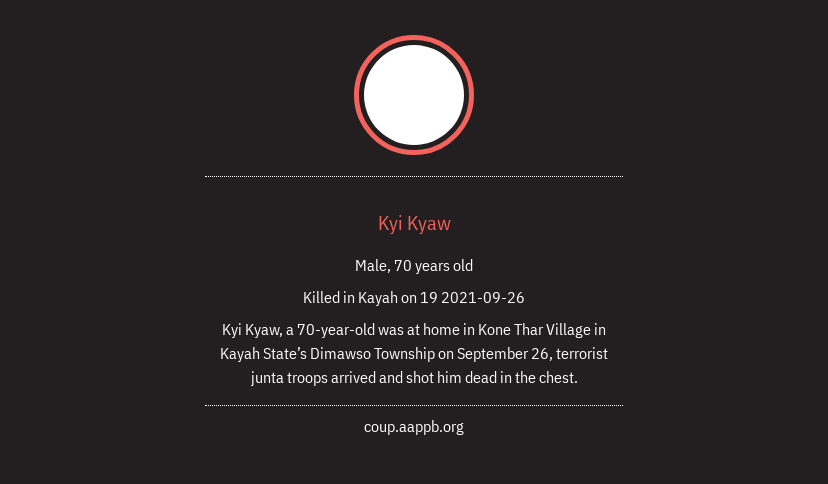 Kyi Kyaw
Male, 70 years old
Killed in Kayah on 19 2021-09-26
Kyi Kyaw, a 70-year-old was at home in Kone Thar Village in
Kayah State’s Dimawso Township on September 26, terrorist
junta troops arrived and shot him dead in the chest.
coup.aappb.org